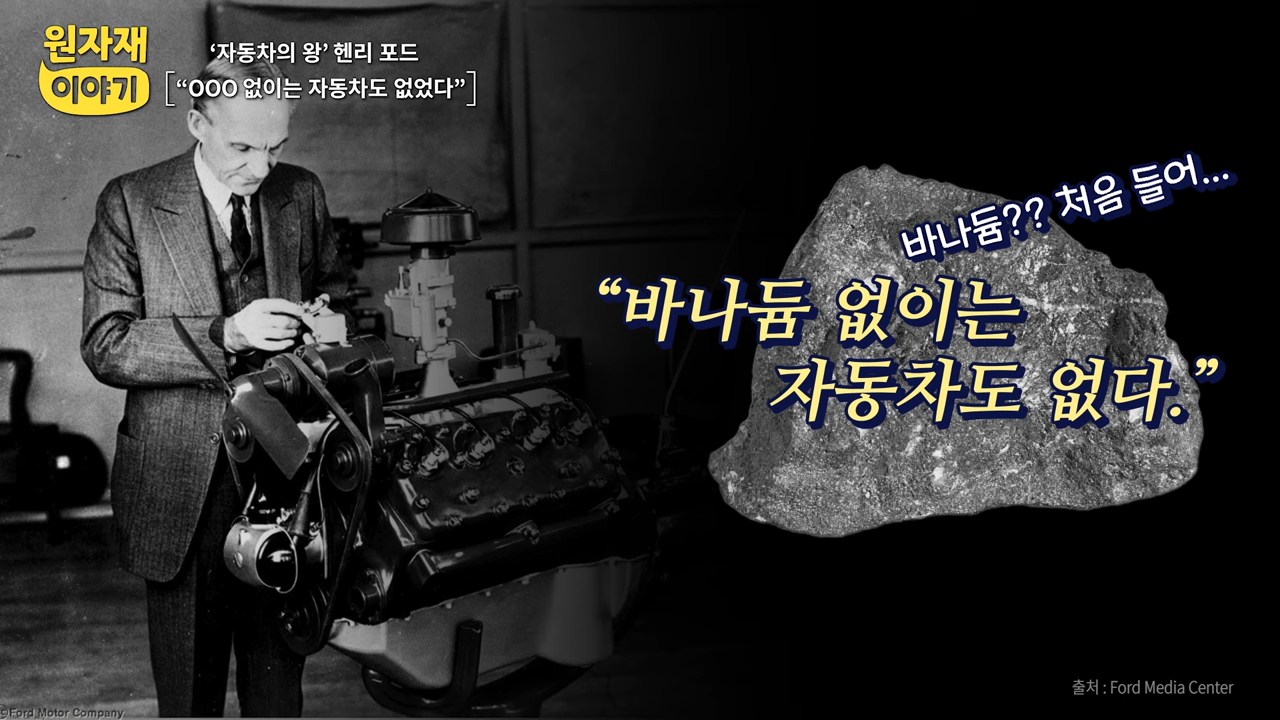 원자재
이야기
‘자동차의 왕’ 헨리 포드
[“OOO 없이는 자동차도 없었다”]
바나듐?? 처음 들어...
“바나듐 없이는
자동차도 없다.”
출처 : Ford Media Center
©Ford Motor Company